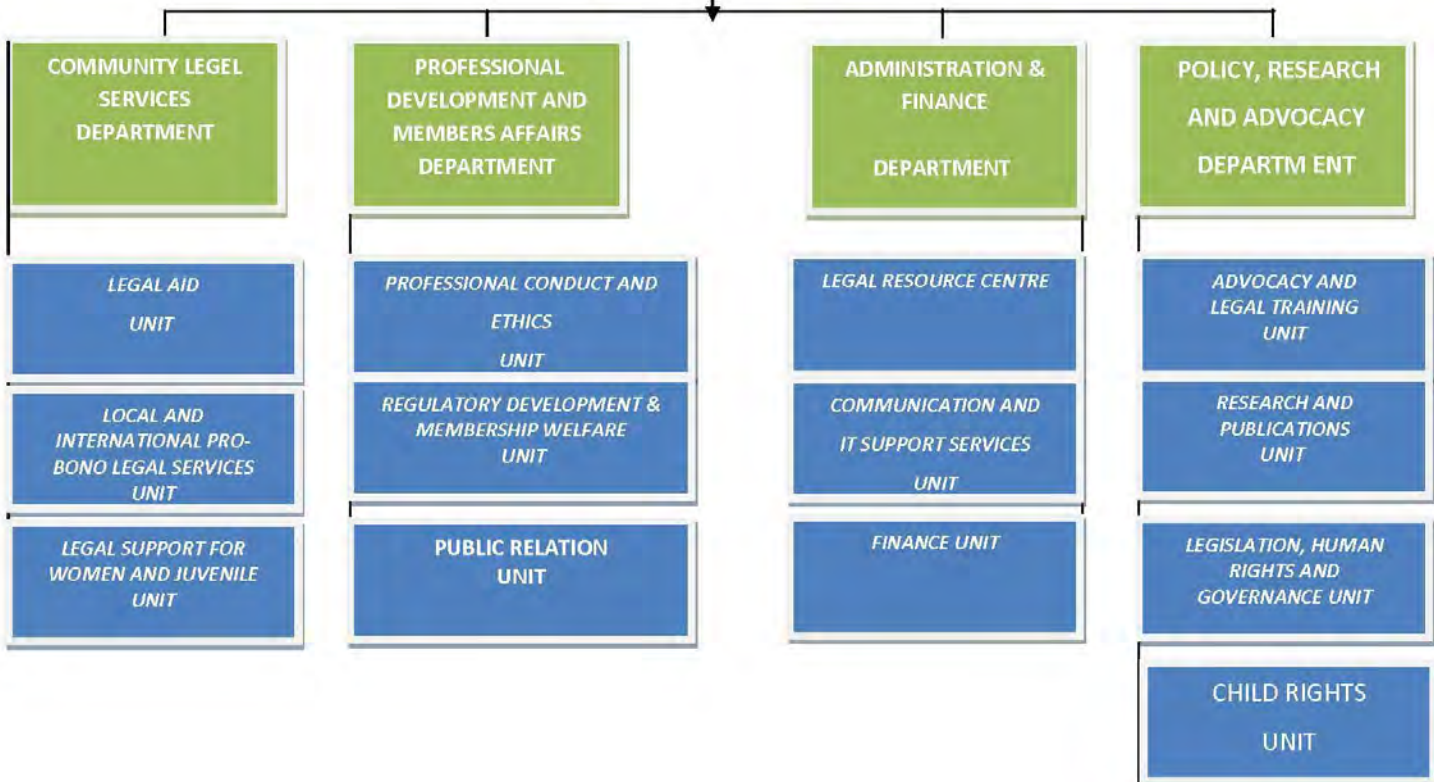 COMMUNITY LEGEL
SERVICES
DEPARTMENT
PROFESSIONAL
DEVELOPMENT AND
MEMBERS AFFAIRS
DEPARTMENT
ADMINISTRATION &
FINANCE
DEPARTMENT
POLICY, RESEARCH
AND ADVOCACY
DEPARTM ENT
LEGAL AID
UNIT
PROFESSIONAL CONDUCT AND
ETHICS
UNIT
LEGAL RESOURCE CENTRE
ADVOCACY AND
LEGAL TRAINING
UNIT
LOCAL AND
INTERNATIONAL PRO-
BONO LEGAL SERVICES
UNIT
REGULATORY DEVELOPMENT &
MEMBERSHIP WELFARE
UNIT
COMMUNICATION AND
IT SUPPORT SERVICES
UNIT
RESEARCH AND
PUBLICATIONS
UNIT
LEGAL SUPPORT FOR
WOMEN AND JUVENILE
UNIT
PUBLIC RELATION
UNIT
FINANCE UNIT
LEGISLATION, HUMAN
RIGHTS AND
GOVERNANCE UNIT
CHILD RIGHTS
UNIT